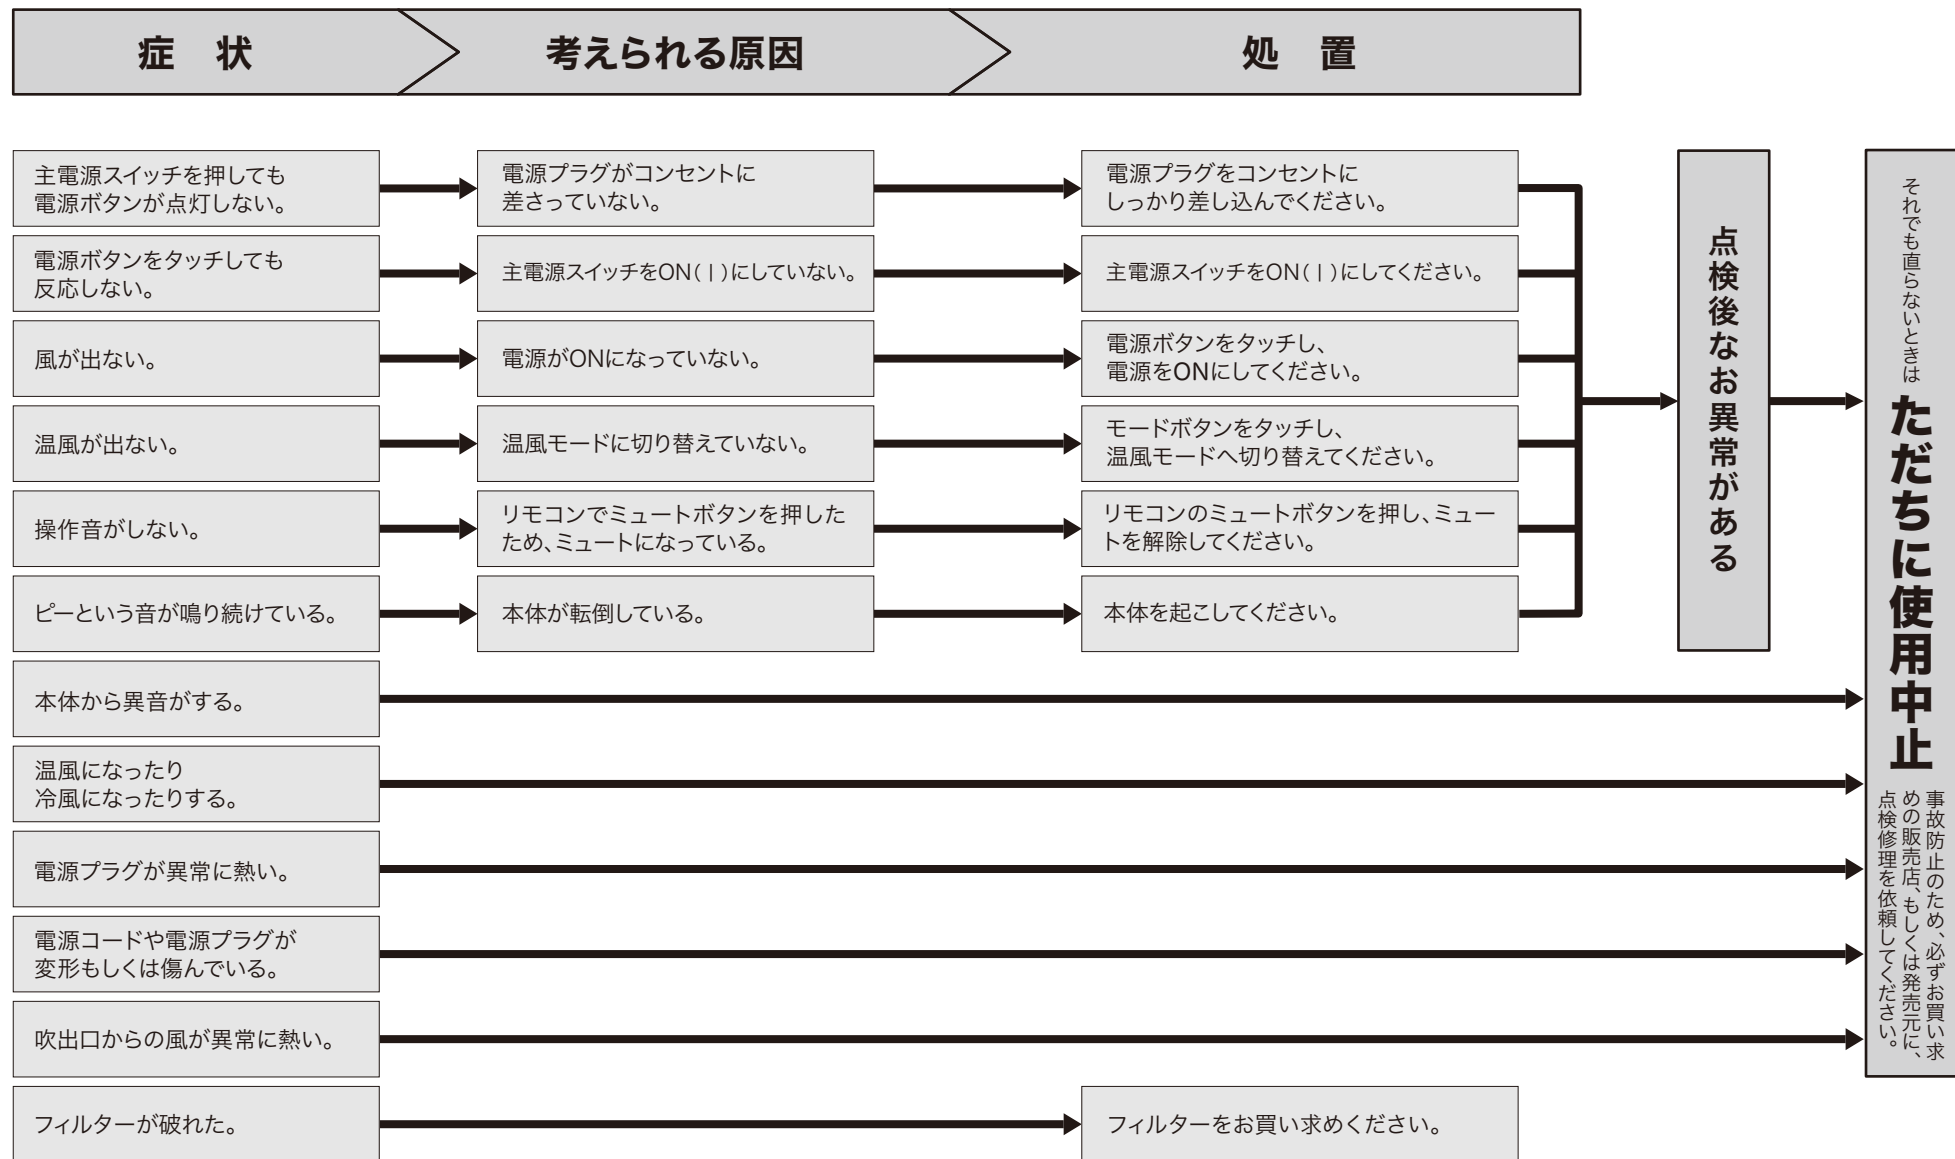 症　状
考えられる原因
処　置
主電源スイッチを押しても
電源ボタンが点灯しない。
電源プラグがコンセントに
差さっていない。
電源プラグをコンセントに
しっかり差し込んでください。
電源ボタンをタッチしても
反応しない。
主電源スイッチをON(｜)にしていない。
主電源スイッチをON(｜)にしてください。
風が出ない。
電源がONになっていない。
電源ボタンをタッチし、
電源をONにしてください。
温風が出ない。
温風モードに切り替えていない。
モードボタンをタッチし、
温風モードへ切り替えてください。
操作音がしない。
リモコンでミュートボタンを押した
ため、ミュートになっている。
リモコンのミュートボタンを押し、ミュー
トを解除してください。
ピーという音が鳴り続けている。
本体が転倒している。
本体を起こしてください。
点検後なお異常がある
本体から異音がする。
温風になったり
冷風になったりする。
電源プラグが異常に熱い。
電源コードや電源プラグが
変形もしくは傷んでいる。
吹出口からの風が異常に熱い。
それでも直らないときは
ただちに使用中止
事故防止のため、必ずお買い求
めの販売店、もしくは発売元に、
点検修理を依頼してください。
フィルターが破れた。
フィルターをお買い求めください。